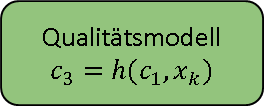 Qualitätsmodell
𝑐₃ = ℎ(𝑐₁, 𝑥ₖ)